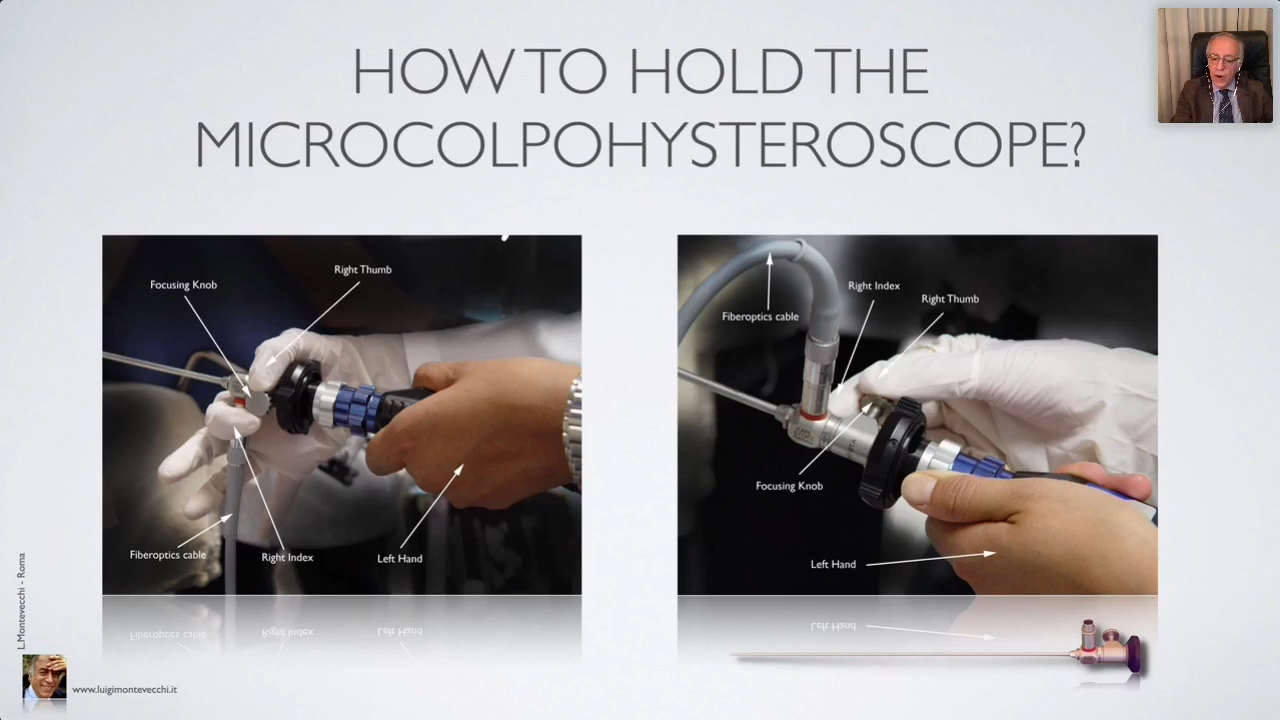 HOW TO HOLD THE
MICROCOLPOHYSTEROSCOPE?
Focusing Knob
Right Thumb
Fiberoptics cable
Right Index
Left Hand
Fiberoptics cable
Right Index
Right Thumb
Focusing Knob
Left Hand
L.Montevecchi - Roma
www.luigimontevecchi.it